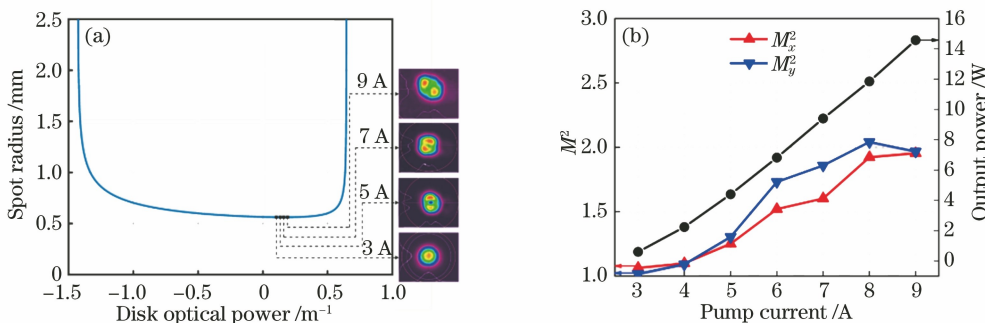 (a)
Spot radius /mm
2.5
2.0
1.5
1.0
0.5
0
−1.5 −1.0 −0.5 0 0.5 1.0
Disk optical power /m⁻¹
9 A
7 A
5 A
3 A
(b)
M²
3.0
2.5
2.0
1.5
1.0
M²ₓ
M²ᵧ
3 4 5 6 7 8 9
Pump current /A
16
14
12
10
8
6
4
2
0
Output power /W